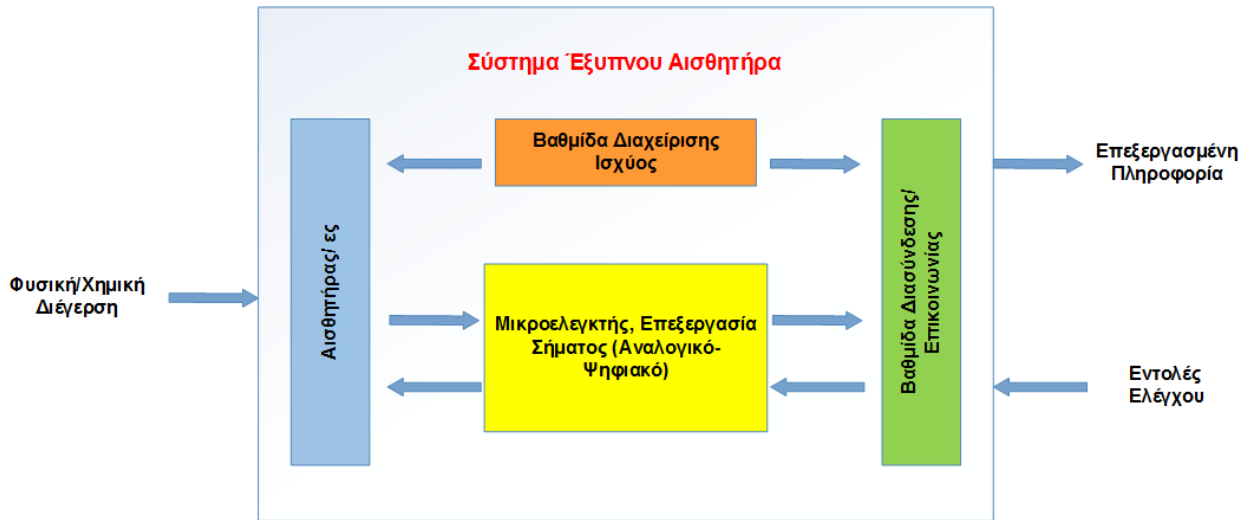 Σύστημα Έξυπνου Αισθητήρα
Βαθμίδα Διαχείρισης
Ισχύος
Επεξεργασμένη
Πληροφορία
Αισθητήρας/ ες
Βαθμίδα Διασύνδεσης/
Επικοινωνίας
Φυσική/Χημική
Διέγερση
Μικροελεγκτής, Επεξεργασία
Σήματος (Αναλογικό-
Ψηφιακό)
Εντολές
Ελέγχου